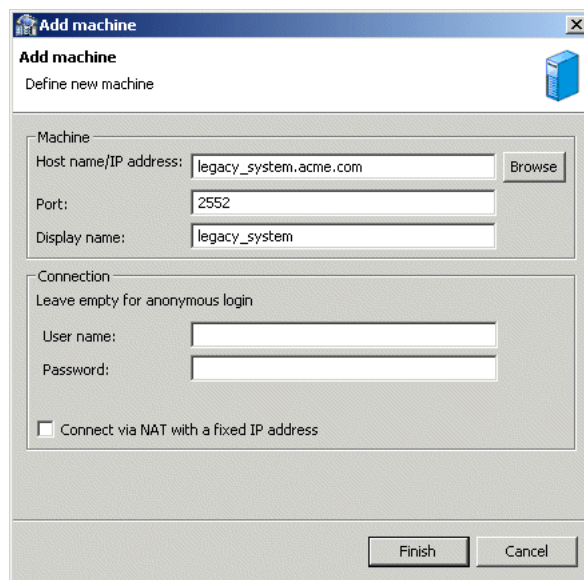 Add machine
Add machine
Define new machine
Machine
Host name/IP address: legacy_system.acme.com Browse
Port: 2552
Display name: legacy_system
Connection
Leave empty for anonymous login
User name:
Password:
Connect via NAT with a fixed IP address
Finish Cancel